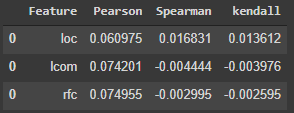 Feature Pearson Spearman kendall
0 loc 0.060975 0.016831 0.013612
0 lcom 0.074201 -0.004444 -0.003976
0 rfc 0.074955 -0.002995 -0.002595